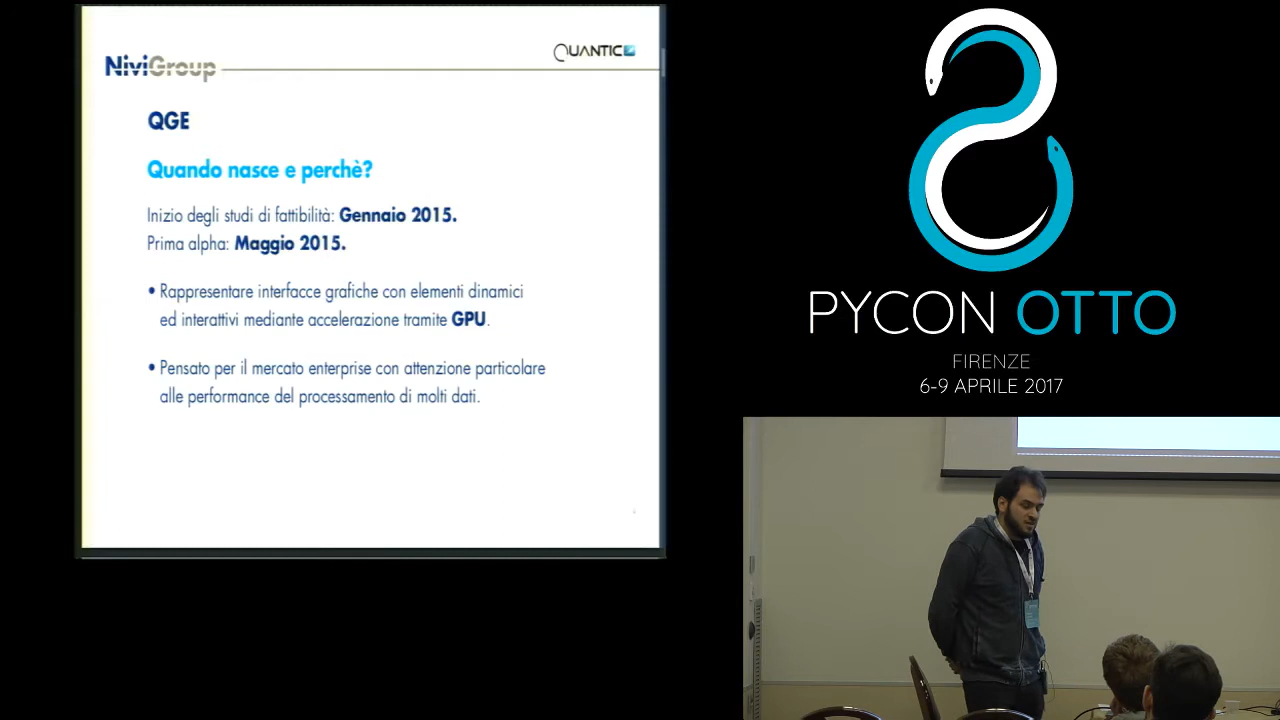 NiviGroup
QUANTIC
QGE
Quando nasce e perchè?
Inizio degli studi di fattibilità: Gennaio 2015.
Prima alpha: Maggio 2015.
• Rappresentare interfacce grafiche con elementi dinamici
ed interattivi mediante accelerazione tramite GPU.
• Pensato per il mercato enterprise con attenzione particolare
alle performance del processamento di molti dati.
PYCON OTTO
FIRENZE
6-9 APRILE 2017